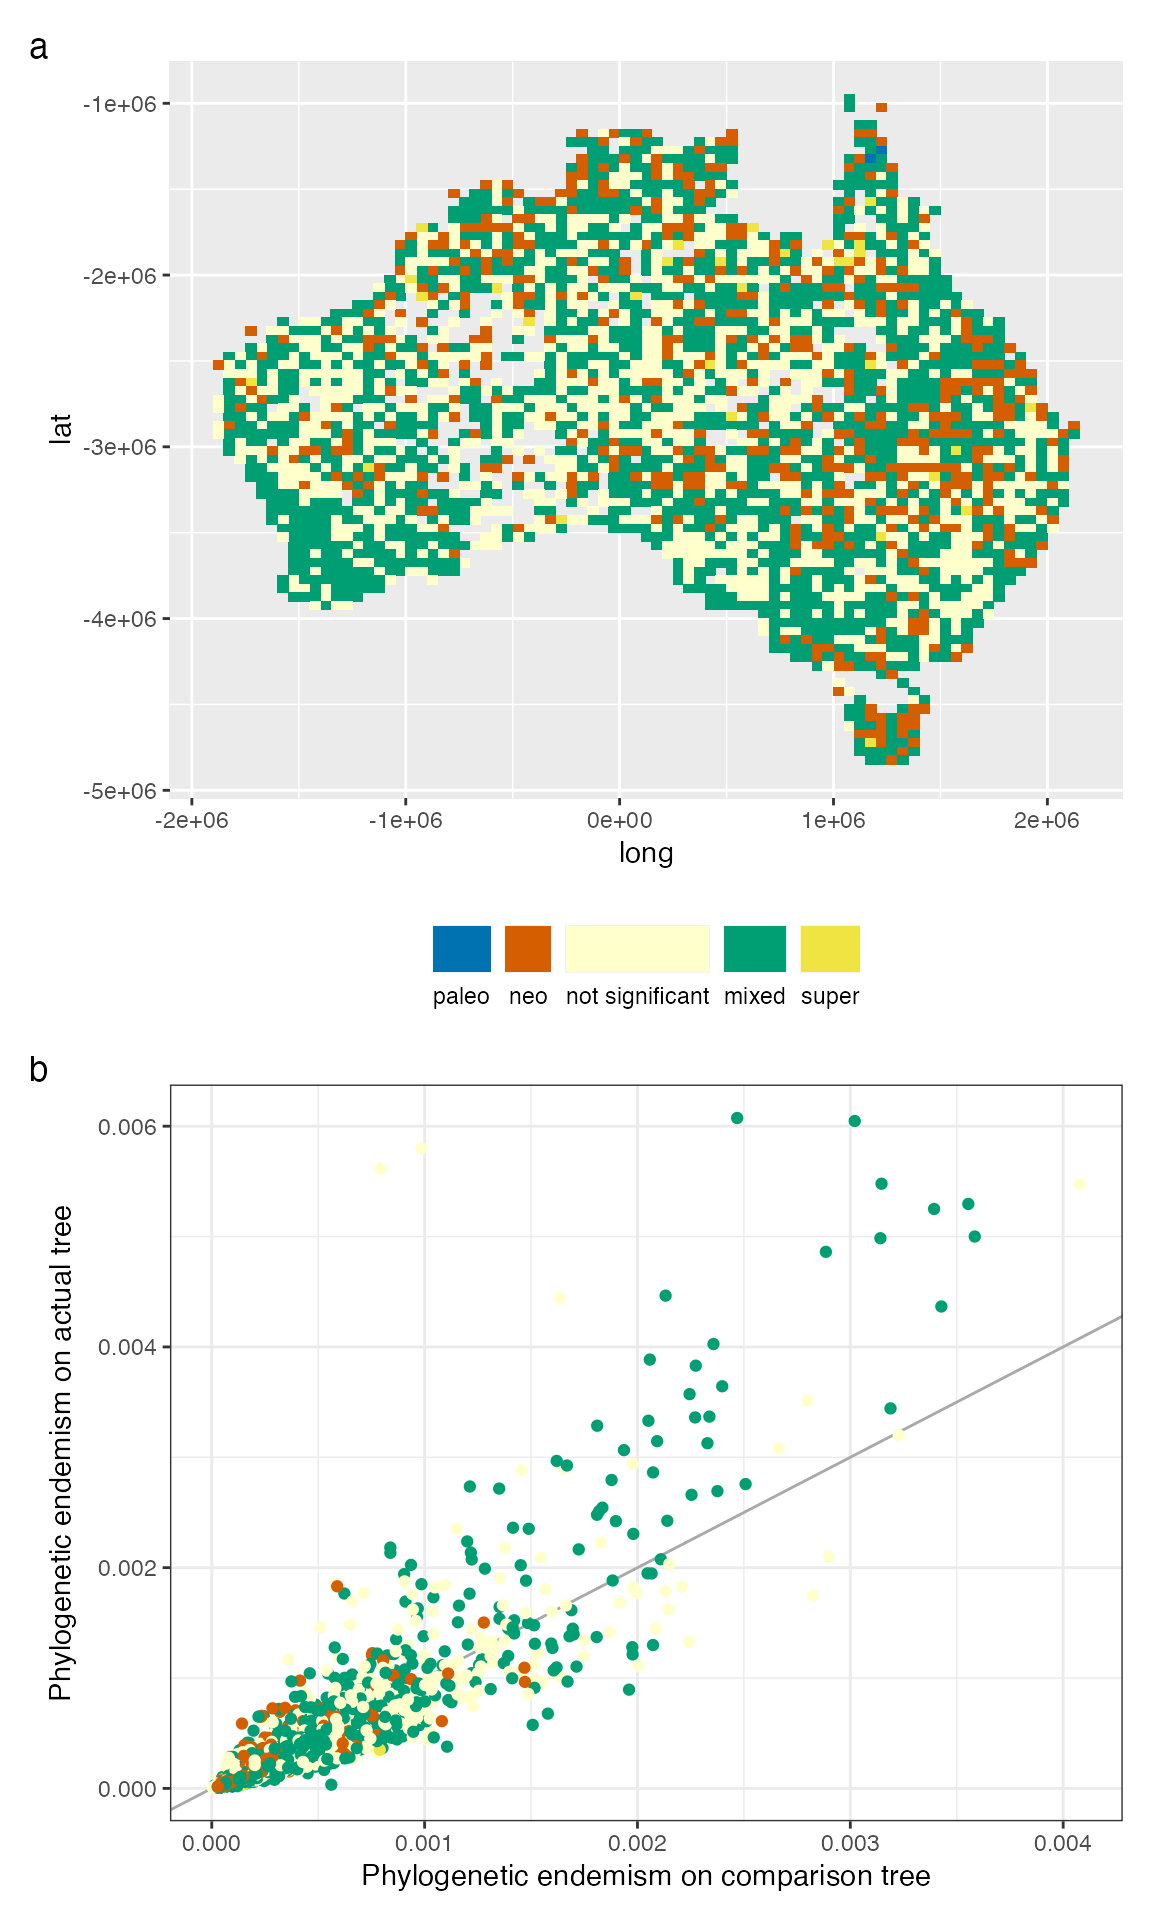 a
-1e+06
-2e+06
-3e+06
-4e+06
-5e+06
lat
-2e+06 -1e+06 0e+00 1e+06 2e+06
long
paleo neo not significant mixed super
b
0.006
0.004
0.002
0.000
Phylogenetic endemism on actual tree
0.000 0.001 0.002 0.003 0.004
Phylogenetic endemism on comparison tree